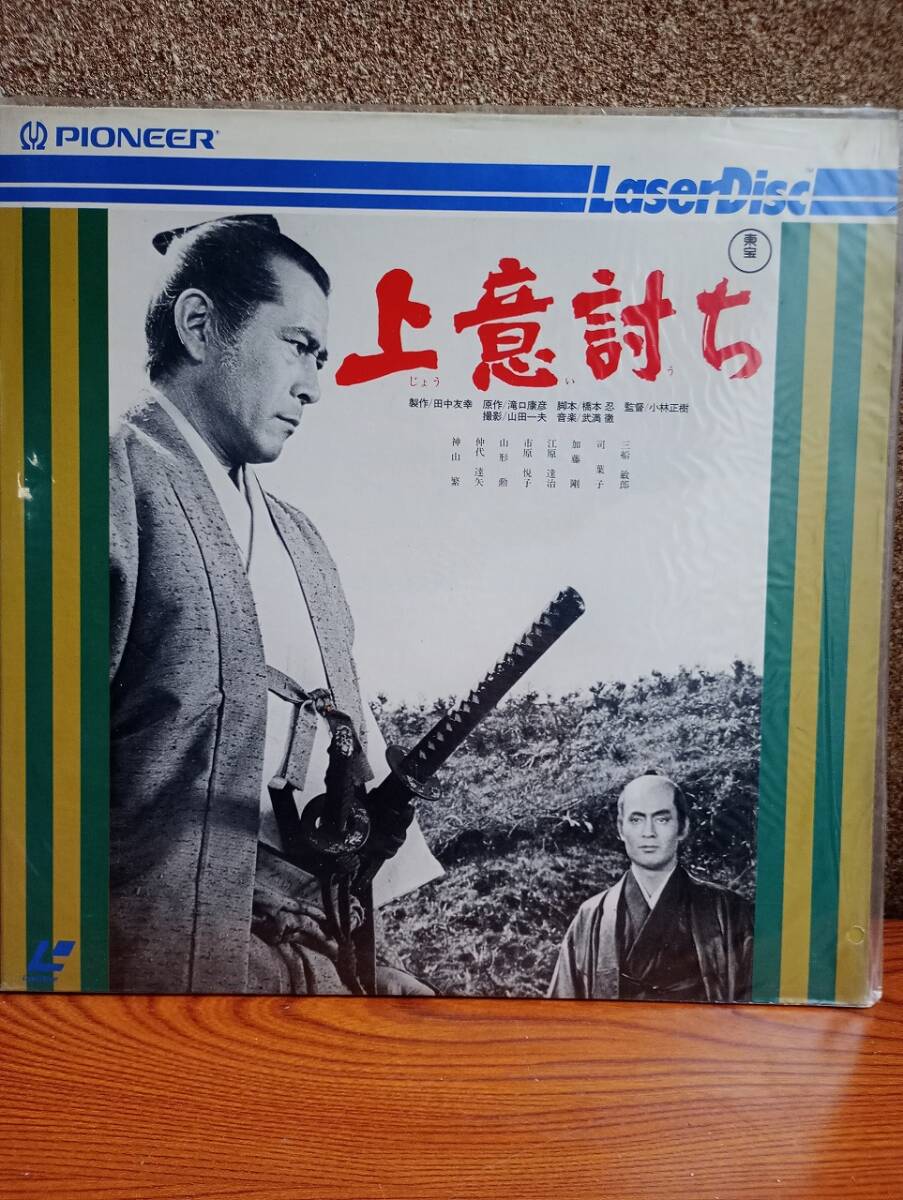 PIONEER
LaserDisc
東宝
上意討ち
じょう い う
製作/田中友幸 原作/滝口康彦 脚本/橋本 忍 監督/小林正樹
撮影/山田一夫 音楽/武満 徹
三船 敏郎
司 葉子
加藤 剛
江原 達治
市原 悦子
山形 勲
仲代 達矢
神山 繁